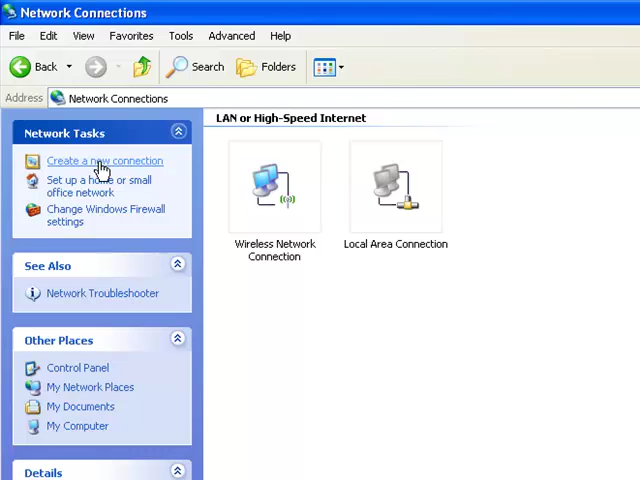 Network Connections
File Edit View Favorites Tools Advanced Help
Back Search Folders
Address Network Connections
LAN or High-Speed Internet
Network Tasks
Create a new connection
Set up a home or small
office network
Change Windows Firewall
settings
See Also
Network Troubleshooter
Other Places
Control Panel
My Network Places
My Documents
My Computer
Details
Wireless Network
Connection
Local Area Connection